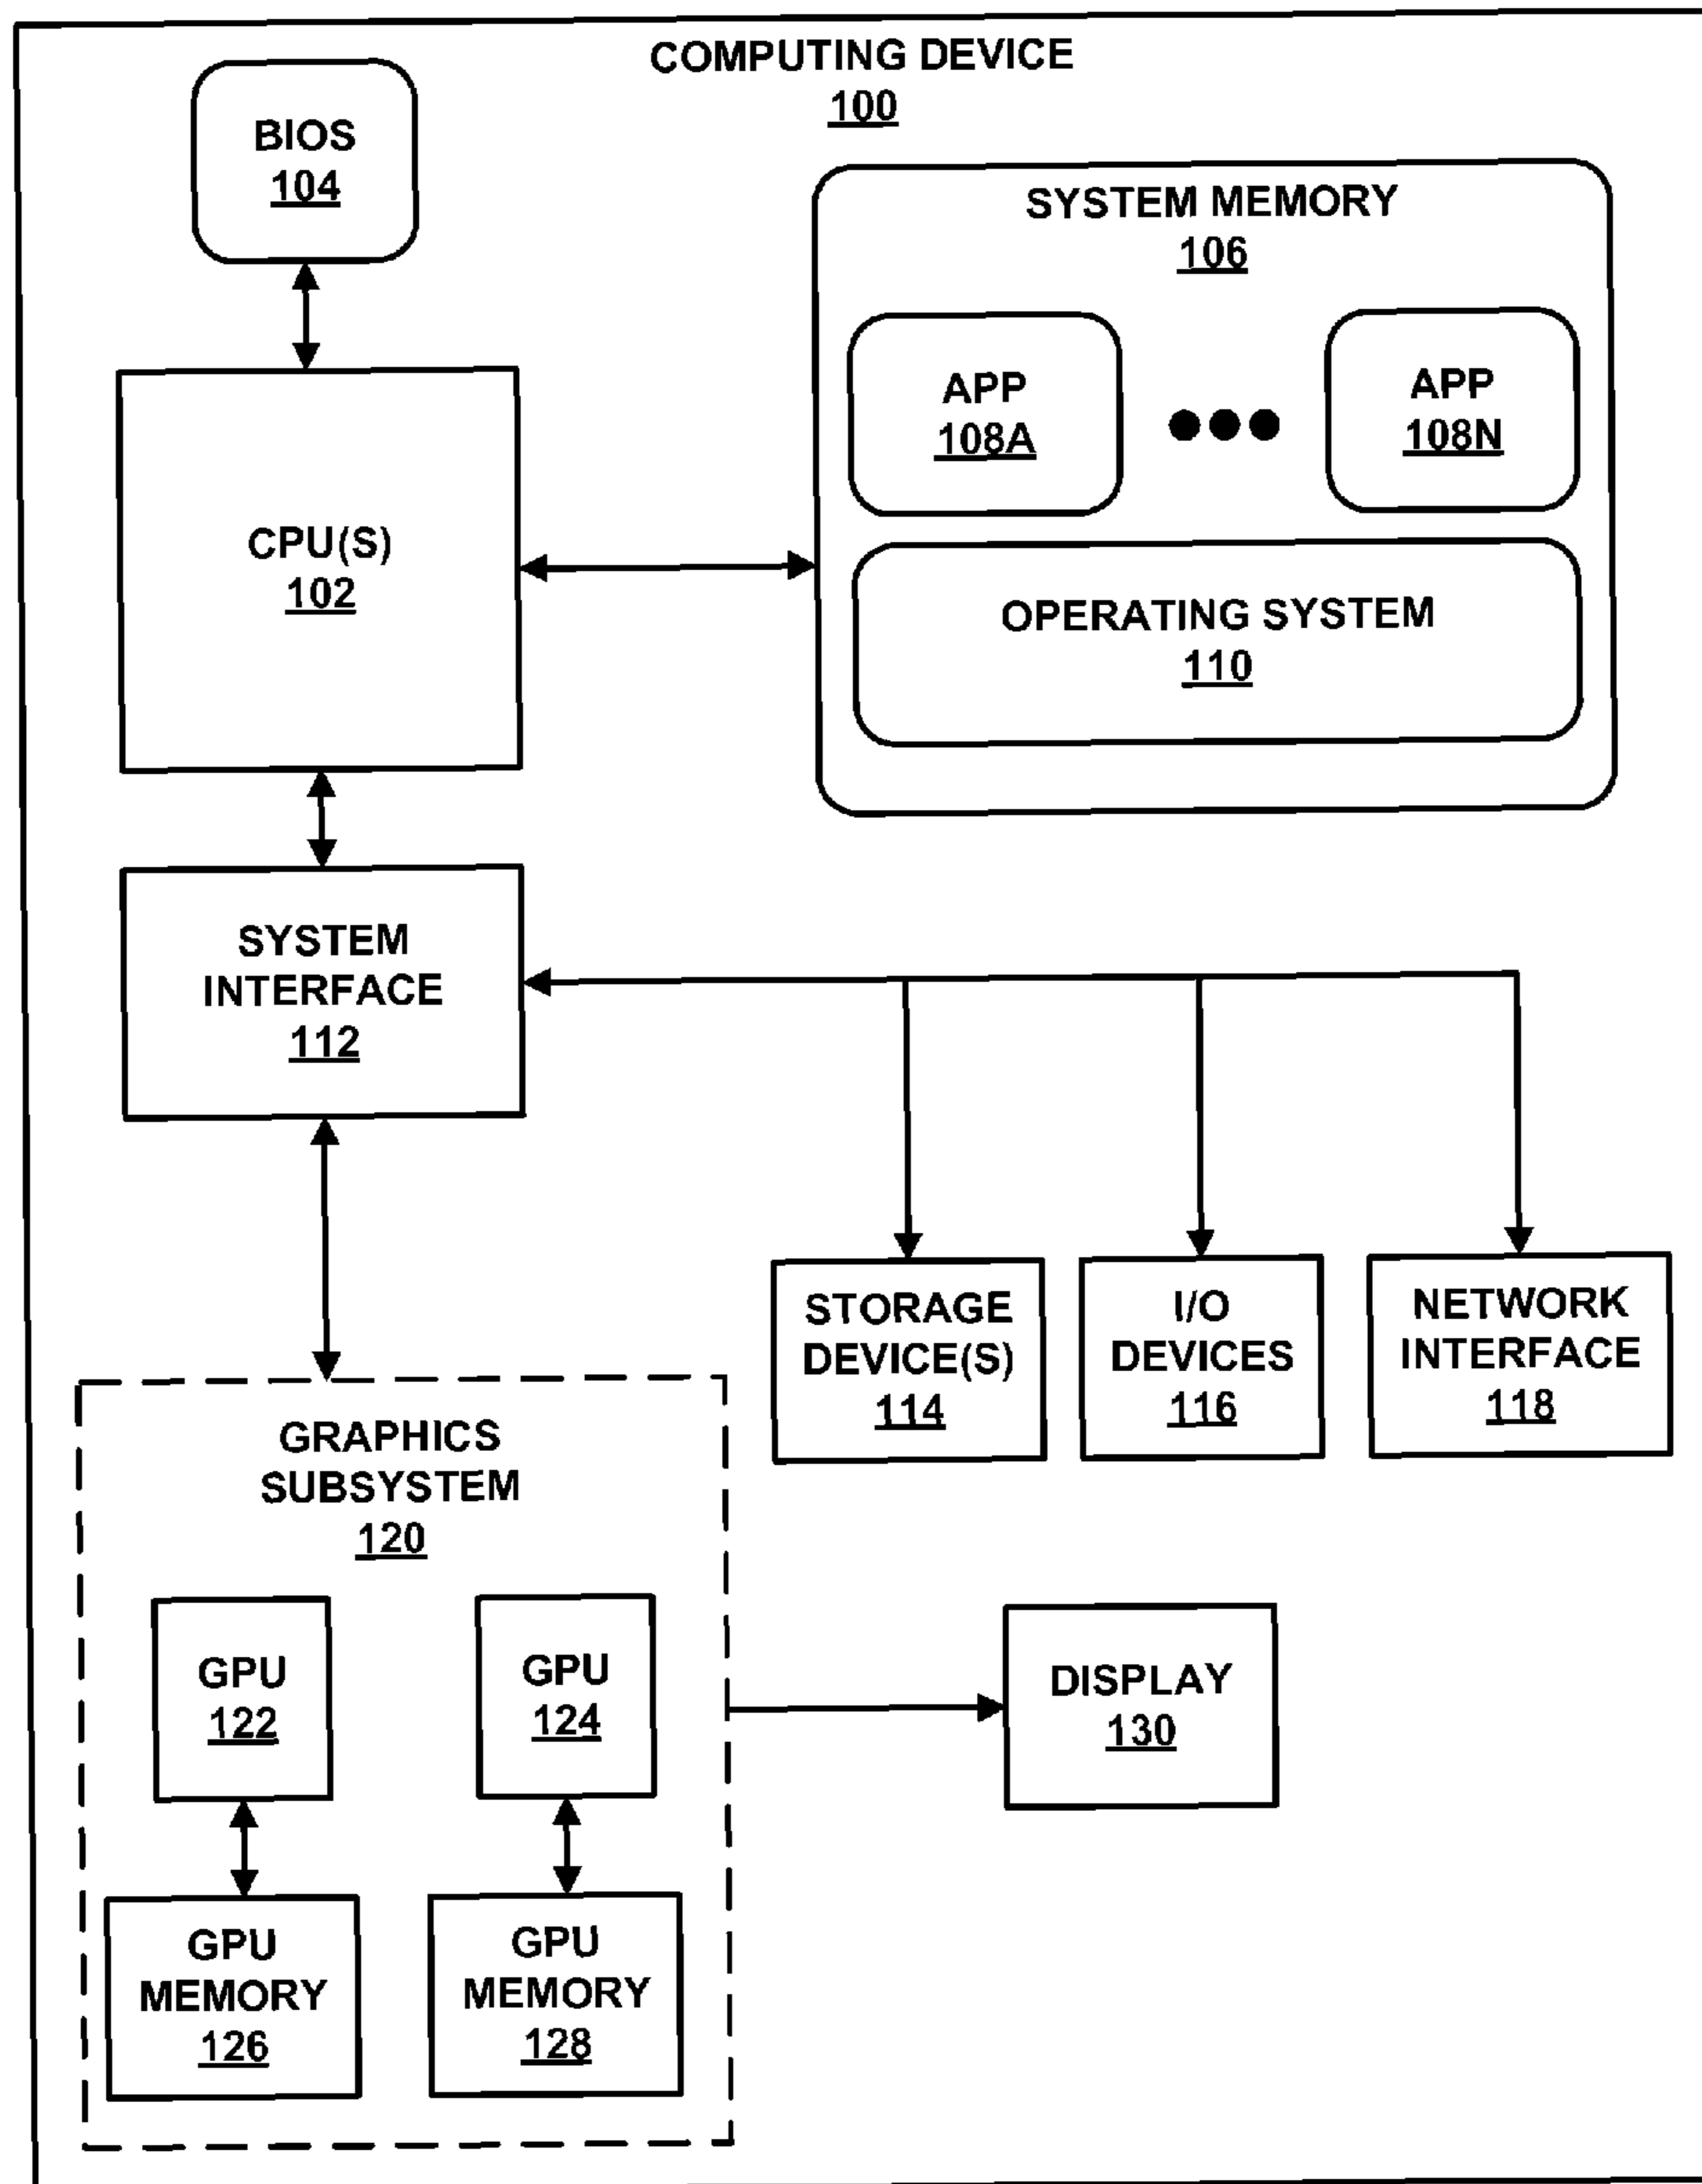 COMPUTING DEVICE
100
BIOS
104
SYSTEM MEMORY
106
APP
108A
APP
108N
CPU(S)
102
OPERATING SYSTEM
110
SYSTEM
INTERFACE
112
STORAGE
DEVICE(S)
114
I/O
DEVICES
116
NETWORK
INTERFACE
118
GRAPHICS
SUBSYSTEM
120
GPU
122
GPU
124
DISPLAY
130
GPU
MEMORY
126
GPU
MEMORY
128